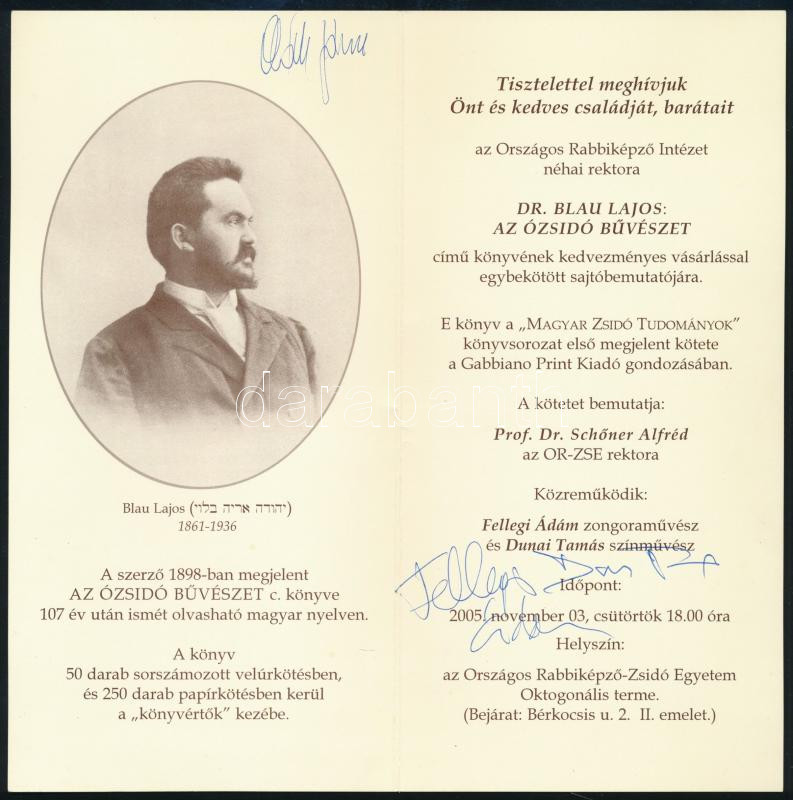 Blau Lajos (יהודה אריה בלוי)
1861-1936
A szerző 1898-ban megjelent
AZ ÓZSIDÓ BŰVÉSZET c. könyve
107 év után ismét olvasható magyar nyelven.
A könyv
50 darab sorszámozott velúrkötésben,
és 250 darab papírkötésben kerül
a „könyvértők” kezébe.
Tisztelettel meghívjuk
Önt és kedves családját, barátait
az Országos Rabbiképző Intézet
néhai rektora
DR. BLAU LAJOS:
AZ ÓZSIDÓ BŰVÉSZET
című könyvének kedvezményes vásárlással
egybekötött sajtóbemutatójára.
E könyv a „MAGYAR ZSIDÓ TUDOMÁNYOK”
könyvsorozat első megjelent kötete
a Gabbiano Print Kiadó gondozásában.
A kötetet bemutatja:
Prof. Dr. Schőner Alfréd
az OR-ZSE rektora
Közreműködik:
Fellegi Ádám zongoraművész
és Dunai Tamás színművész
Fellegi
Ádám
Időpont:
2005. november 03, csütörtök 18.00 óra
Helyszín:
az Országos Rabbiképző-Zsidó Egyetem
Oktogonális terme.
(Bejárat: Bérkocsis u. 2. II. emelet.)
darabanth